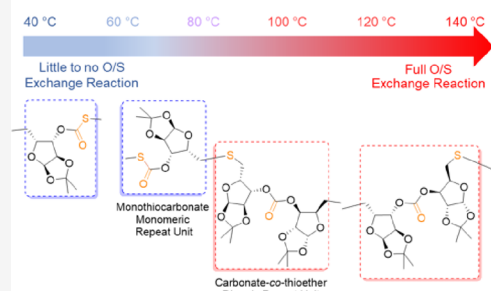 40 °C 60 °C 80 °C 100 °C 120 °C 140 °C
Little to no O/S
Exchange Reaction
Full O/S
Exchange Reaction
Monothiocarbonate
Monomeric
Repeat Unit
Carbonate-co-thioether